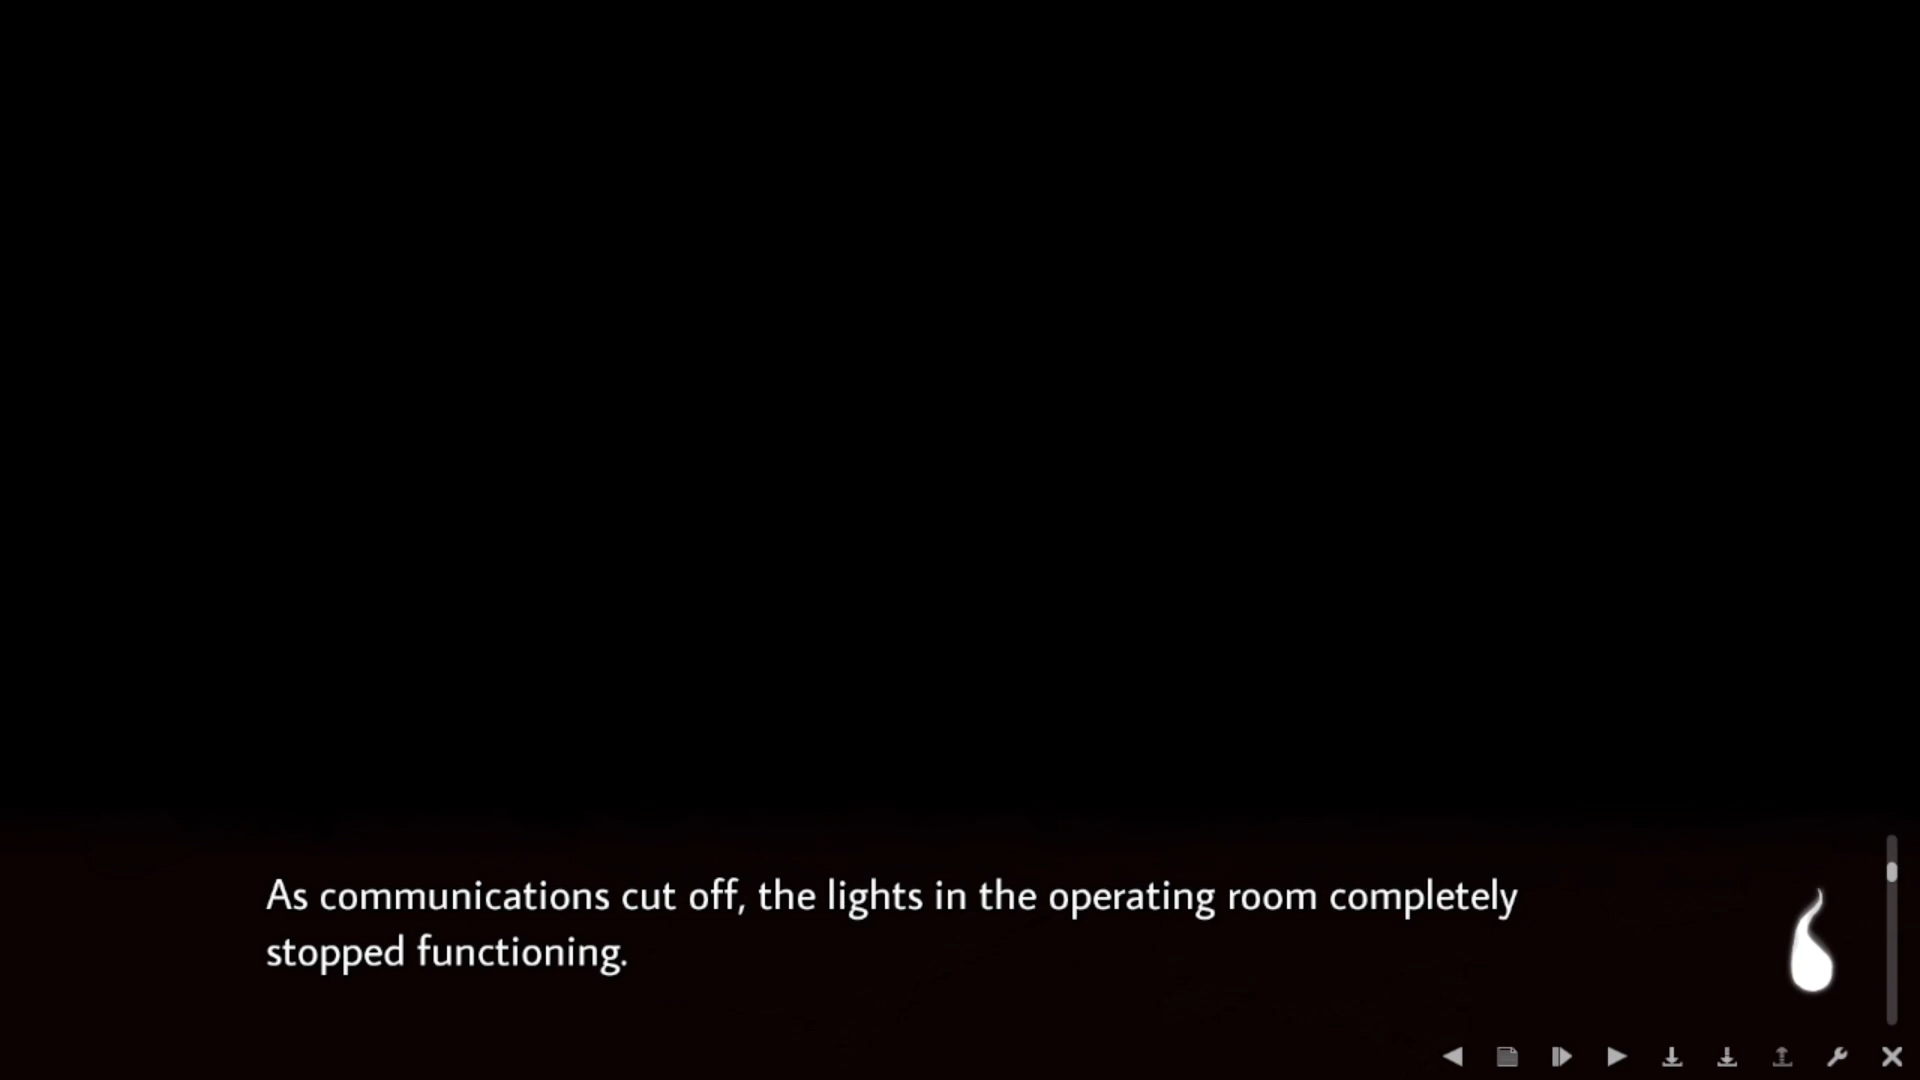 As communications cut off, the lights in the operating room completely
stopped functioning.